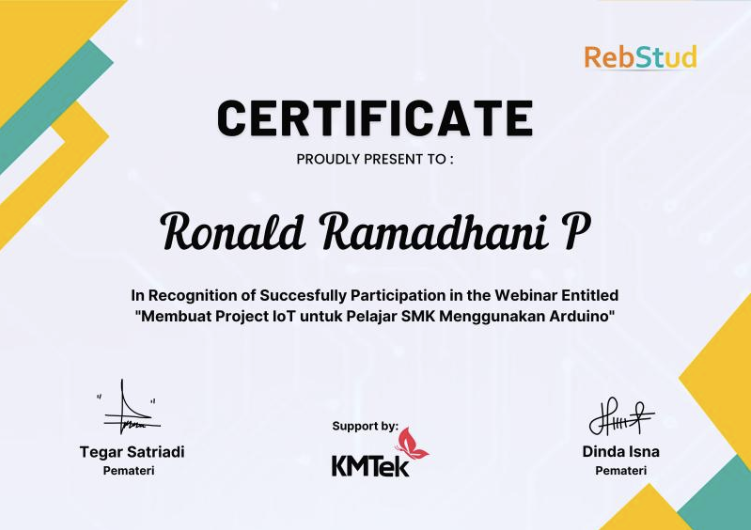 RebStud
CERTIFICATE
PROUDLY PRESENT TO :
Ronald Ramadhani P
In Recognition of Succesfully Participation in the Webinar Entitled
"Membuat Project IoT untuk Pelajar SMK Menggunakan Arduino"
Tegar Satriadi
Pemateri
Support by:
KMTek
Dinda Isna
Pemateri